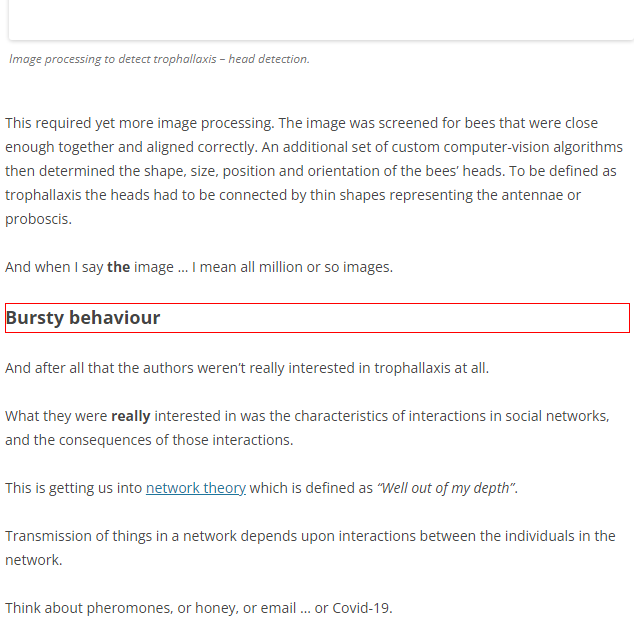 Image processing to detect trophallaxis – head detection.
This required yet more image processing. The image was screened for bees that were close
enough together and aligned correctly. An additional set of custom computer-vision algorithms
then determined the shape, size, position and orientation of the bees’ heads. To be defined as
trophallaxis the heads had to be connected by thin shapes representing the antennae or
proboscis.
And when I say the image … I mean all million or so images.
Bursty behaviour
And after all that the authors weren’t really interested in trophallaxis at all.
What they were really interested in was the characteristics of interactions in social networks,
and the consequences of those interactions.
This is getting us into network theory which is defined as “Well out of my depth”.
Transmission of things in a network depends upon interactions between the individuals in the
network.
Think about pheromones, or honey, or email … or Covid-19.